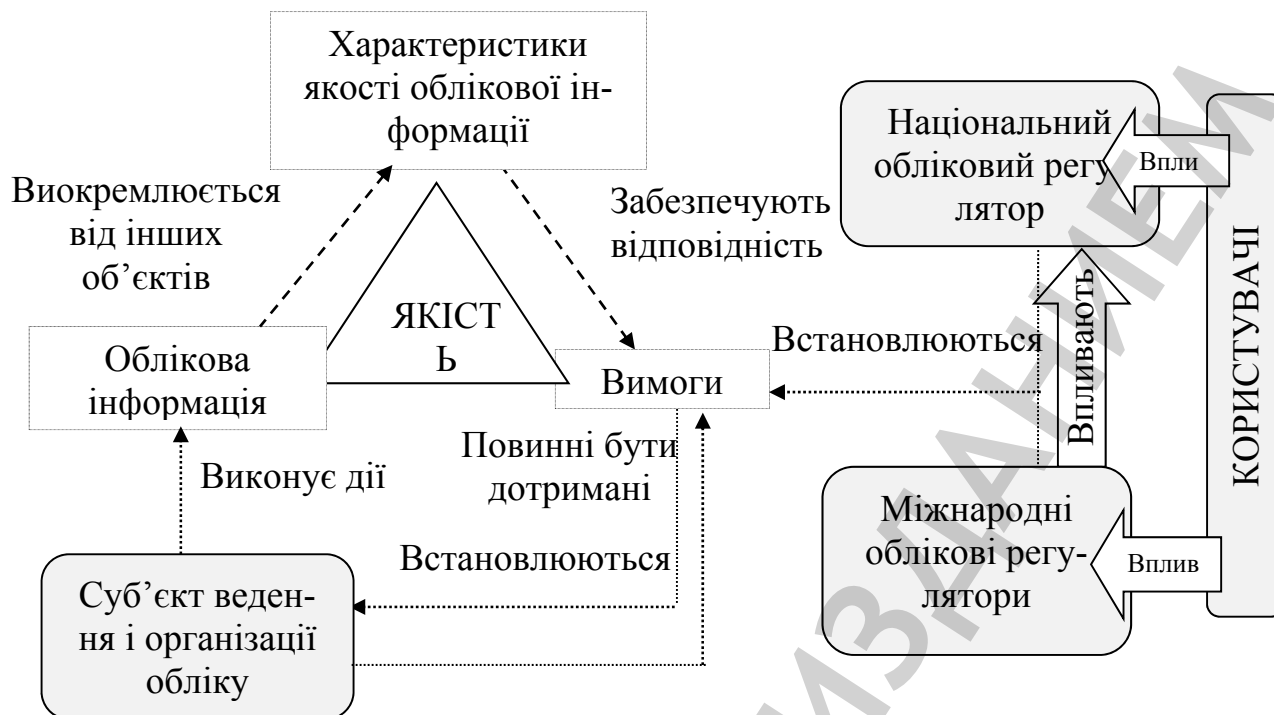 Характеристики
якості облікової ін-
формації
Національний
обліковий регу
лятор
Впли
КОРИСТУВАЧІ
Виокремлюється
від інших
об’єктів
Забезпечують
відповідність
ЯКІСТ
Ь
Впливають
Встановлюються
Облікова
інформація
Вимоги
Виконує дії
Повинні бути
дотримані
Міжнародні
облікові регу-
лятори
Вплив
Встановлюються
Суб’єкт веден-
ня і організації
обліку
ИЗДАНИЕМ